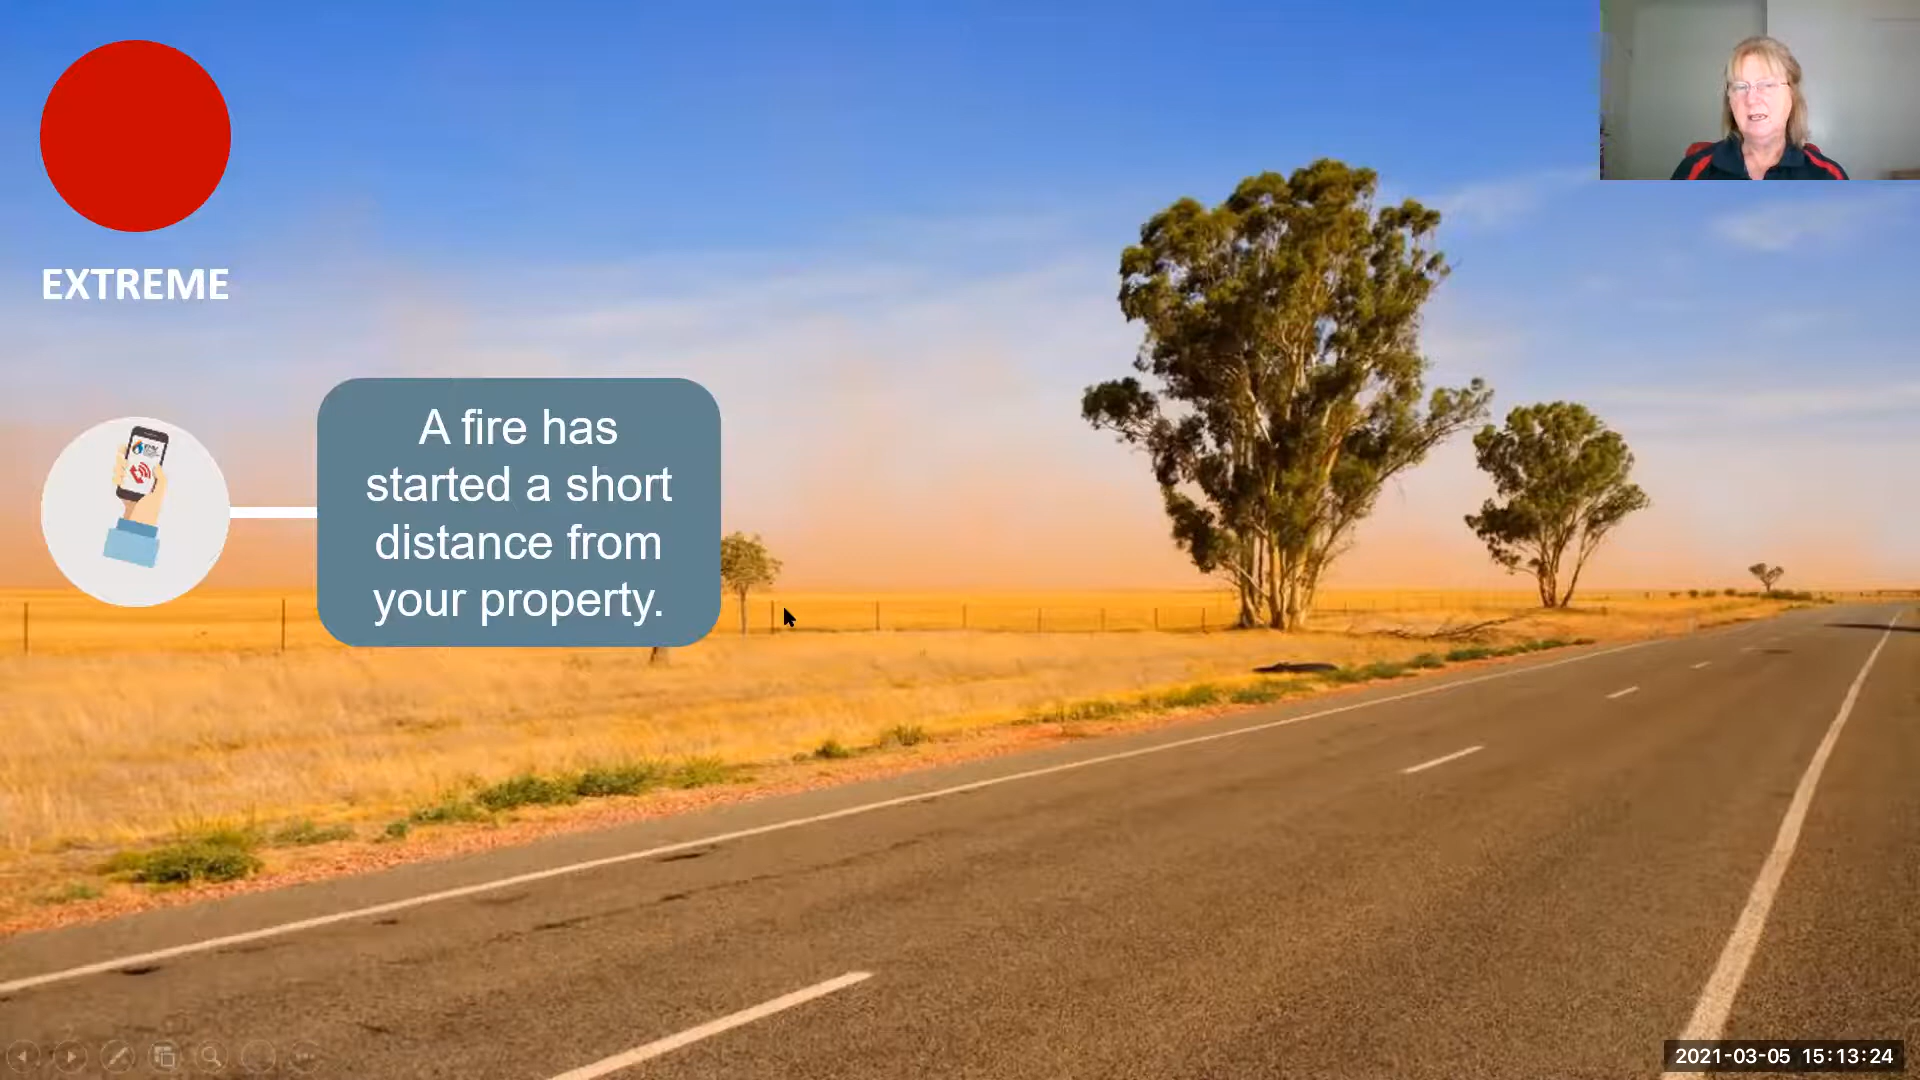 EXTREME
A fire has
started a short
distance from
your property.
2021-03-05 15:13:24